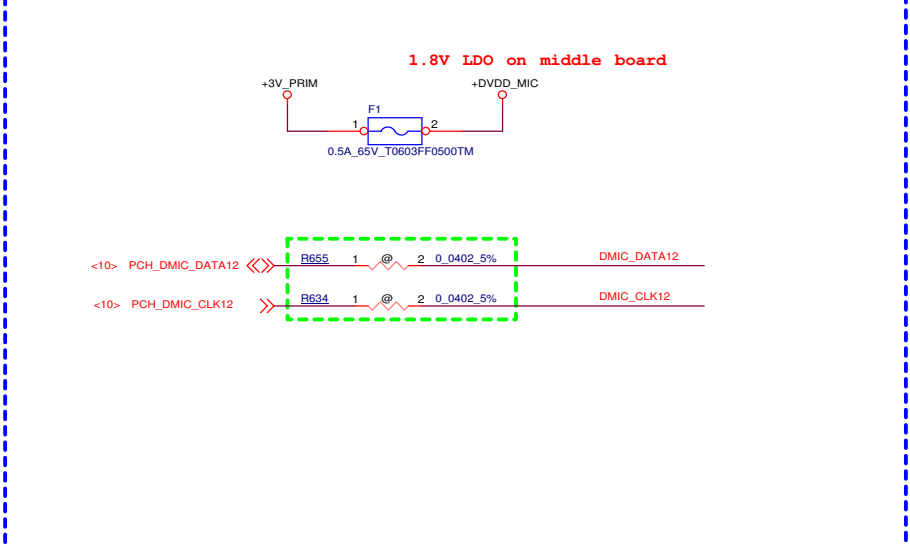 1.8V LDO on middle board
+3V_PRIM
+DVDD_MIC
F1
1
2
0.5A_65V_T0603FF0500TM
<10> PCH_DMIC_DATA12 R655 1 @ 2 0_0402_5% DMIC_DATA12
<10> PCH_DMIC_CLK12 R634 1 @ 2 0_0402_5% DMIC_CLK12